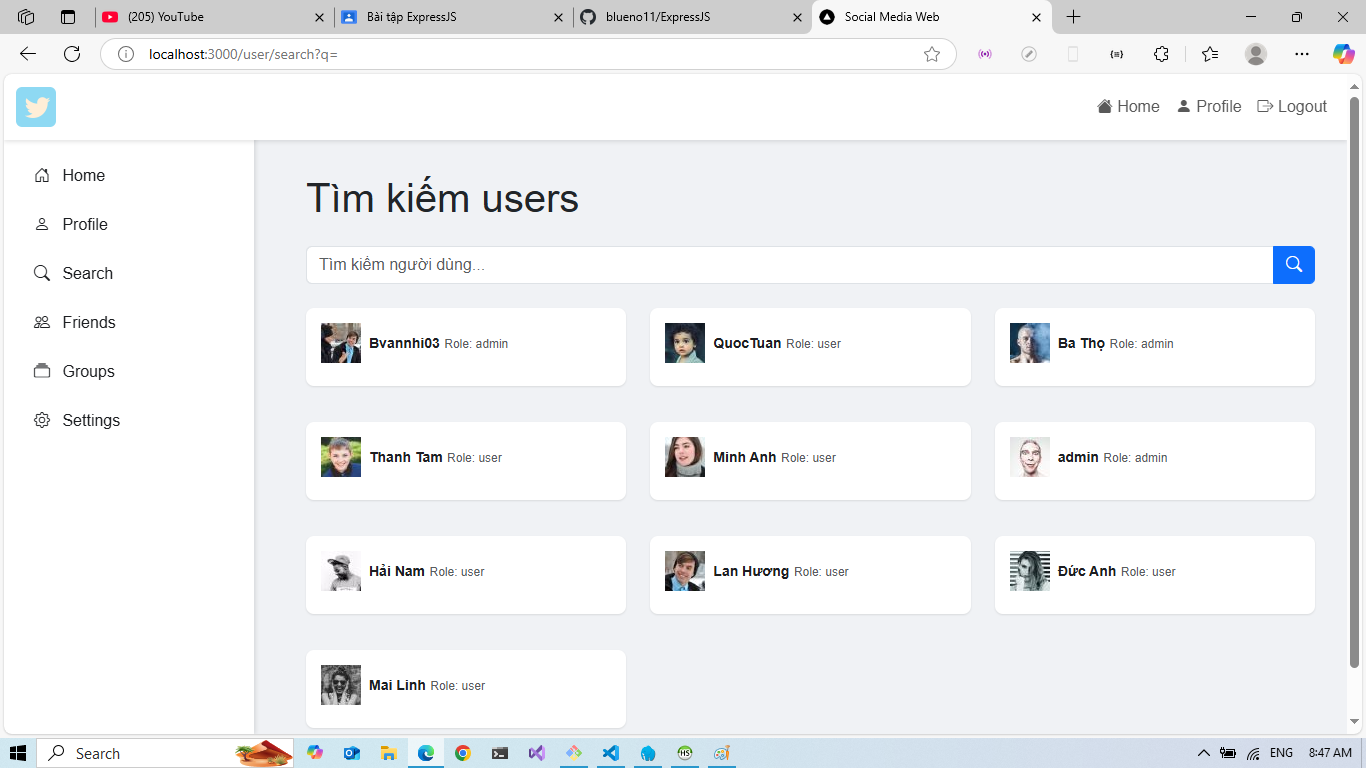 (205) YouTube
Bài tập ExpressJS
blueno11/ExpressJS
Social Media Web
localhost:3000/user/search?q=
Home Profile Logout
Home
Profile
Search
Friends
Groups
Settings
Tìm kiếm users
Tìm kiếm người dùng...
Bvannhi03 Role: admin
QuocTuan Role: user
Ba Thọ Role: admin
Thanh Tam Role: user
Minh Anh Role: user
admin Role: admin
Hải Nam Role: user
Lan Hương Role: user
Đức Anh Role: user
Mai Linh Role: user
Search
HS
ENG
8:47 AM